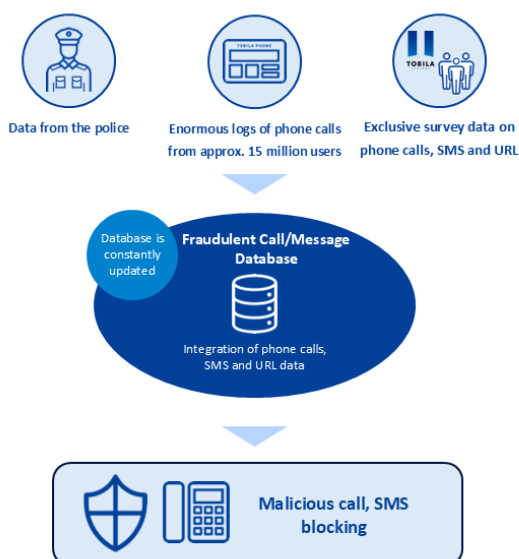 TOBILA PHONE
TOBILA
Data from the police
Enormous logs of phone calls
from approx. 15 million users
Exclusive survey data on
phone calls, SMS and URL
Database is
constantly
updated
Fraudulent Call/Message
Database
Integration of phone calls,
SMS and URL data
Malicious call, SMS
blocking